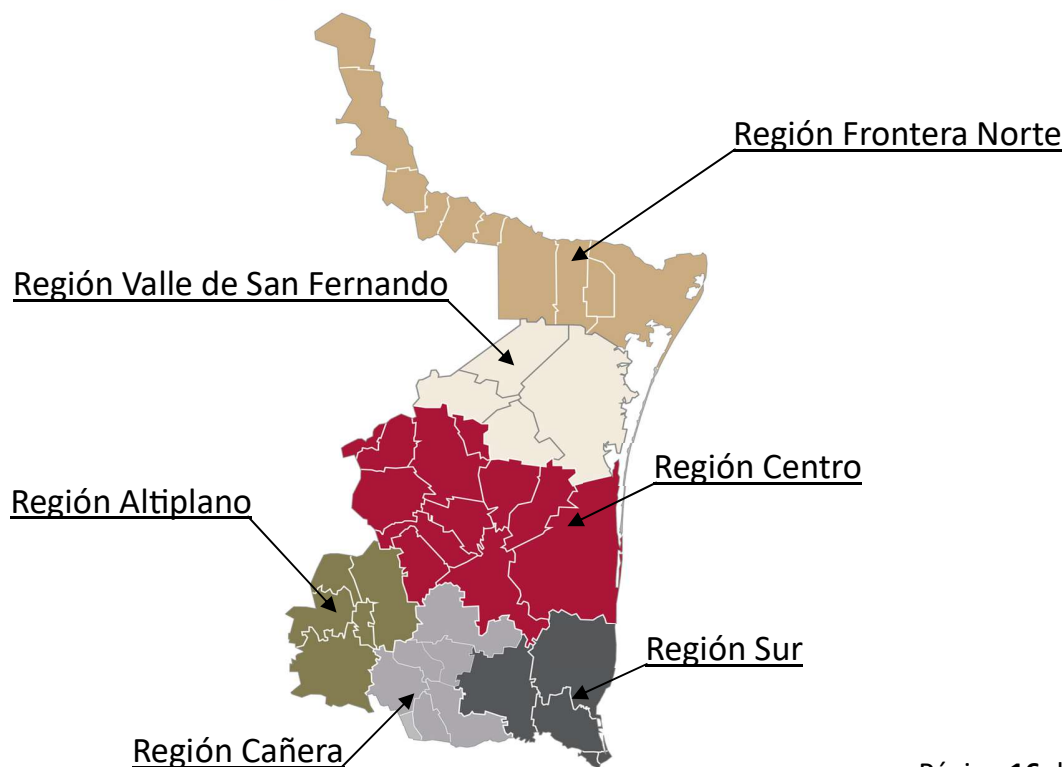 Región Frontera Norte
Región Valle de San Fernando
Región Centro
Región Altiplano
Región Sur
Región Cañera